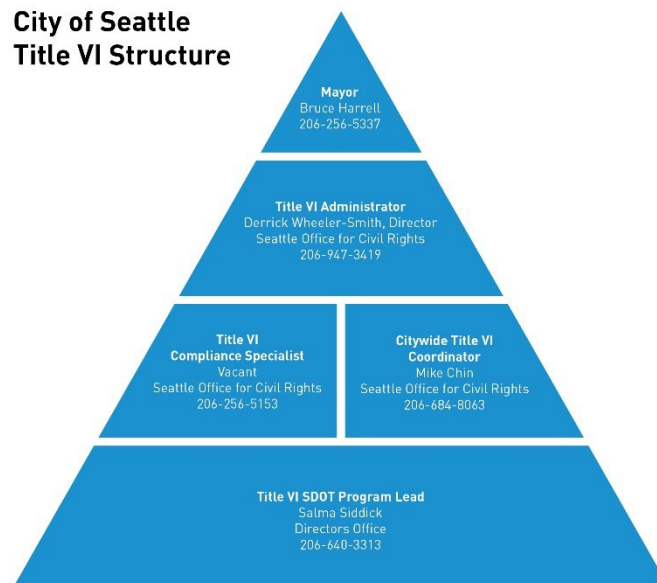 City of Seattle
Title VI Structure
Mayor
Bruce Harrell
206-256-5337
Title VI Administrator
Derrick Wheeler-Smith, Director
Seattle Office for Civil Rights
206-947-3419
Title VI
Compliance Specialist
Vacant
Seattle Office for Civil Rights
206-256-5153
Citywide Title VI
Coordinator
Mike Chin
Seattle Office for Civil Rights
206-684-8063
Title VI SDOT Program Lead
Salma Siddick
Directors Office
206-640-3313